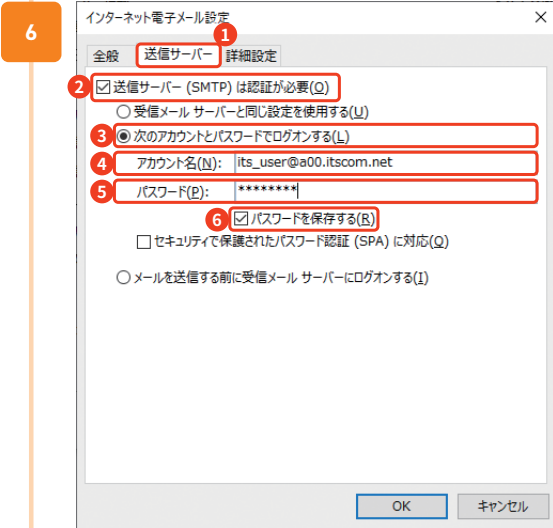 6
インターネット電子メール設定
1
全般 送信サーバー 詳細設定
2 送信サーバー (SMTP) は認証が必要(O)
受信メール サーバーと同じ設定を使用する(U)
3 次のアカウントとパスワードでログオンする(L)
4 アカウント名(N): its_user@a00.itscom.net
5 パスワード(P): ********
6 パスワードを保存する(R)
セキュリティで保護されたパスワード認証 (SPA) に対応(Q)
メールを送信する前に受信メール サーバーにログオンする(I)
OK キャンセル